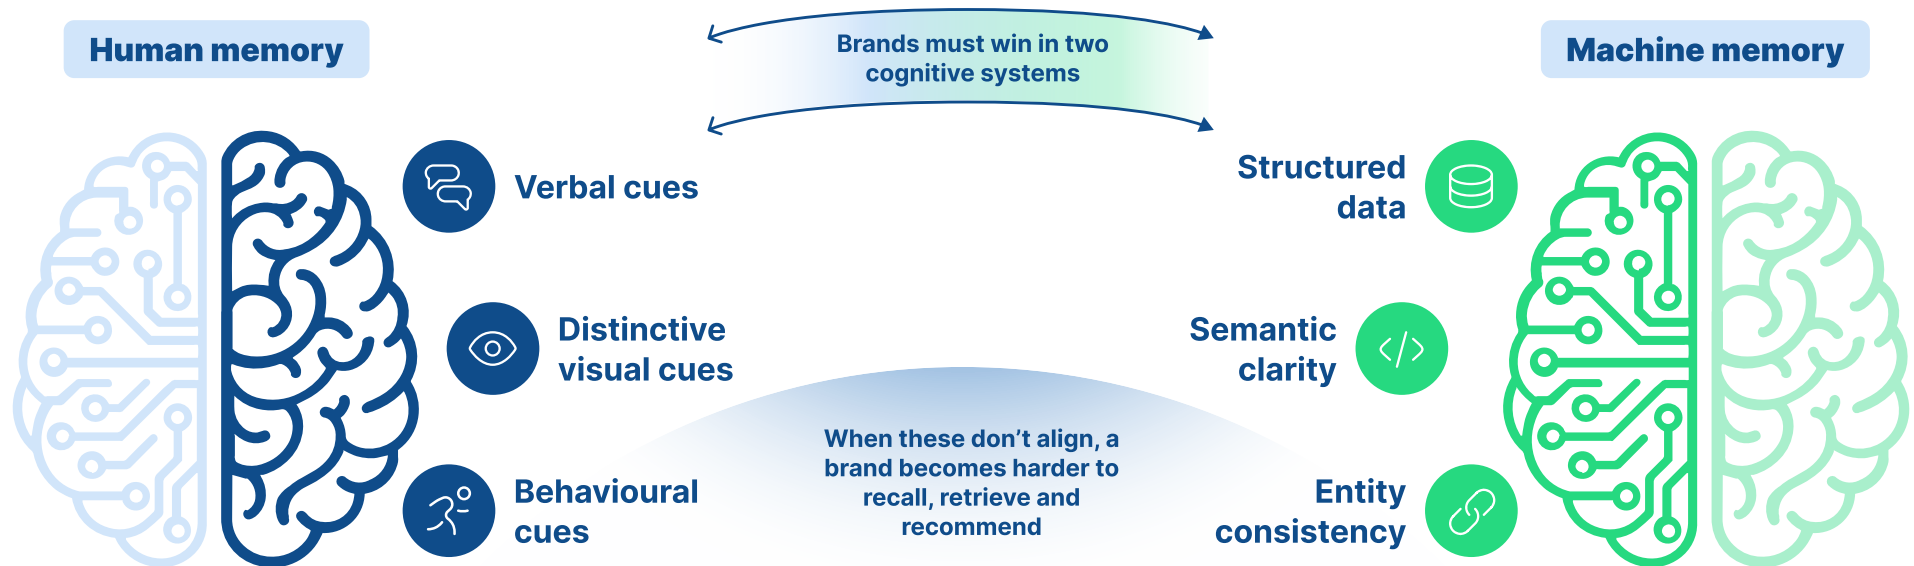 Human memory
Brands must win in two
cognitive systems
Machine memory
Verbal cues
Distinctive
visual cues
Behavioural
cues
Structured
data
Semantic
clarity
Entity
consistency
When these don’t align, a
brand becomes harder to
recall, retrieve and
recommend